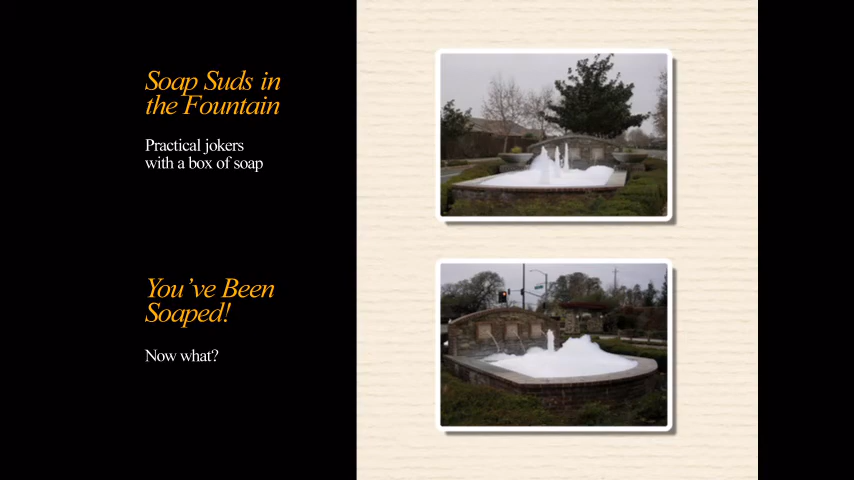 Soap Suds in
the Fountain
Practical jokers
with a box of soap
You've Been
Soaped!
Now what?